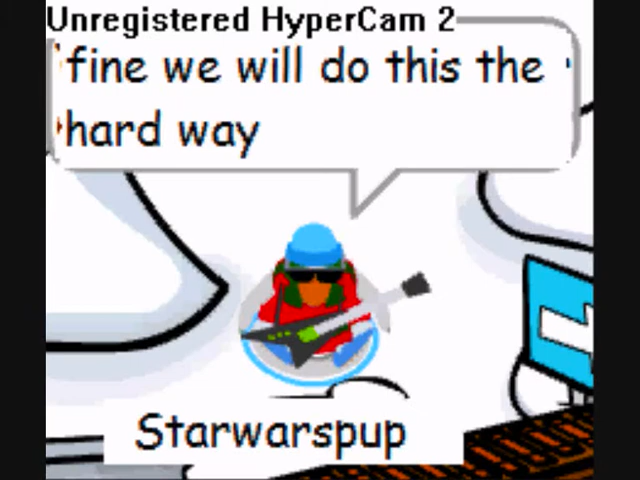 Unregistered HyperCam 2
fine we will do this the
hard way
Starwarspup